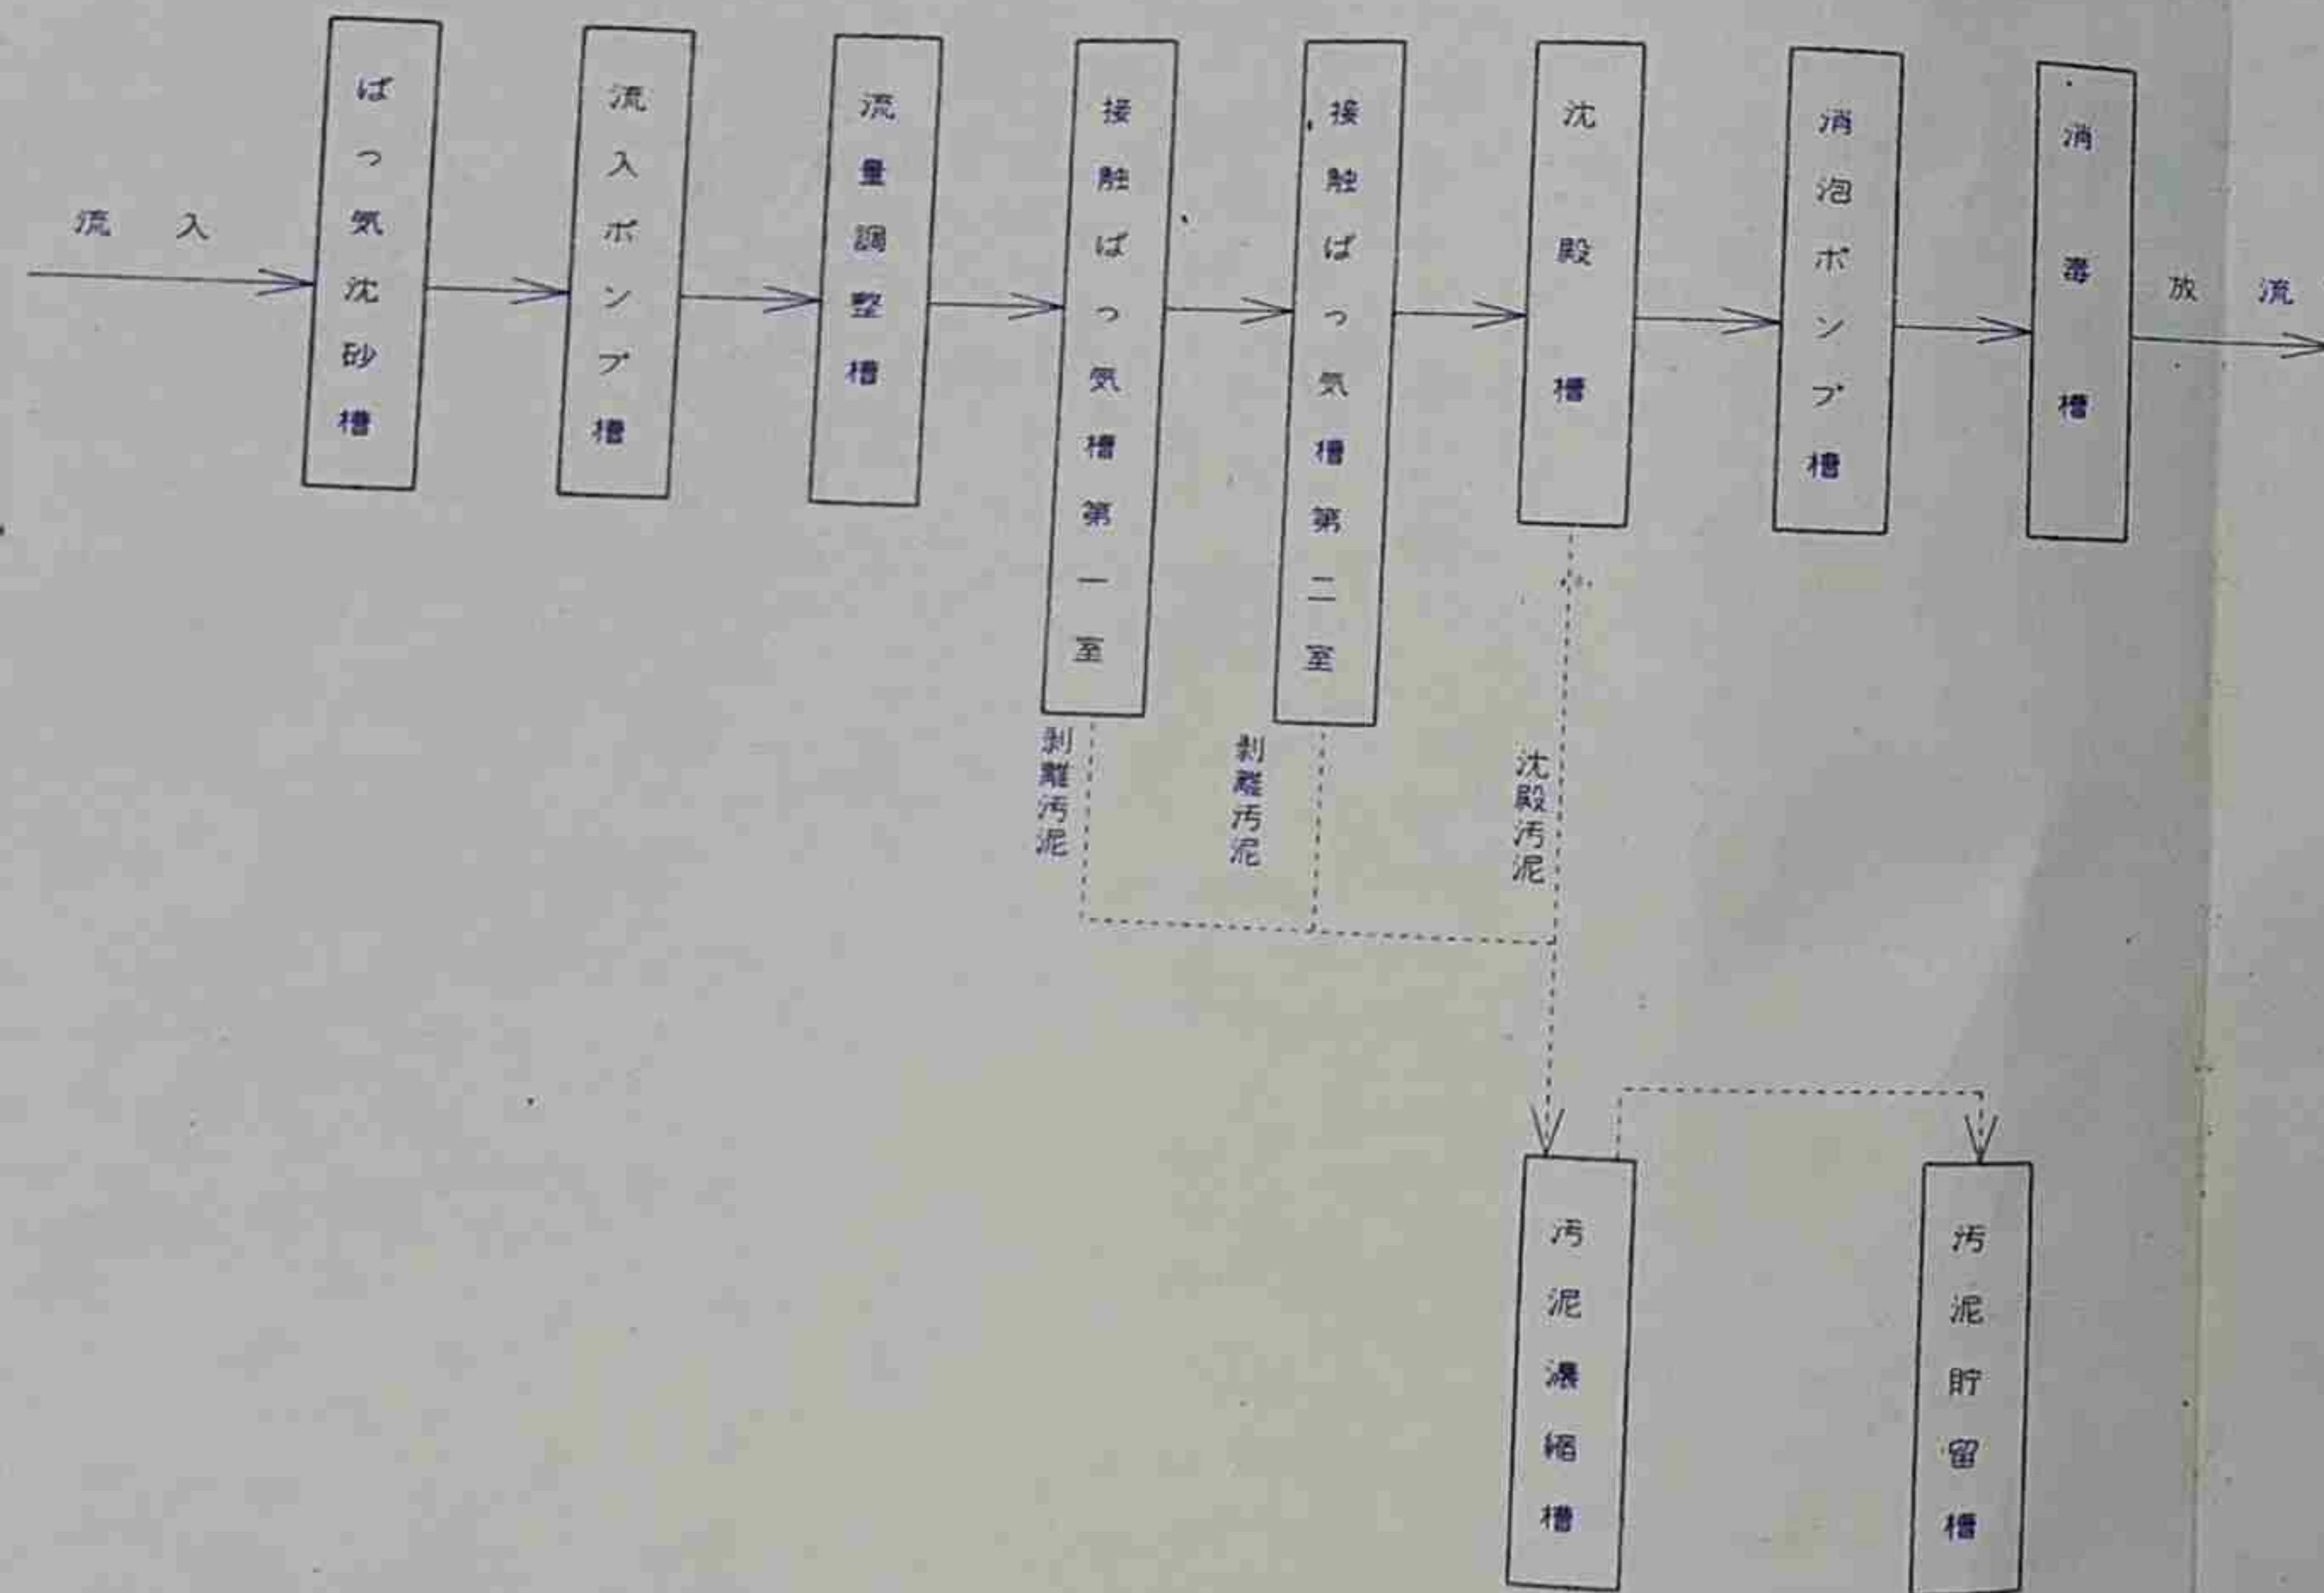 流入
ばっ気沈砂槽
流入ポンプ槽
流量調整槽
接触ばっ気槽第一室
接触ばっ気槽第二室
沈殿槽
消泡ポンプ槽
消毒槽
放流
剝離汚泥
剝離汚泥
沈殿汚泥
汚泥濃縮槽
汚泥貯留槽